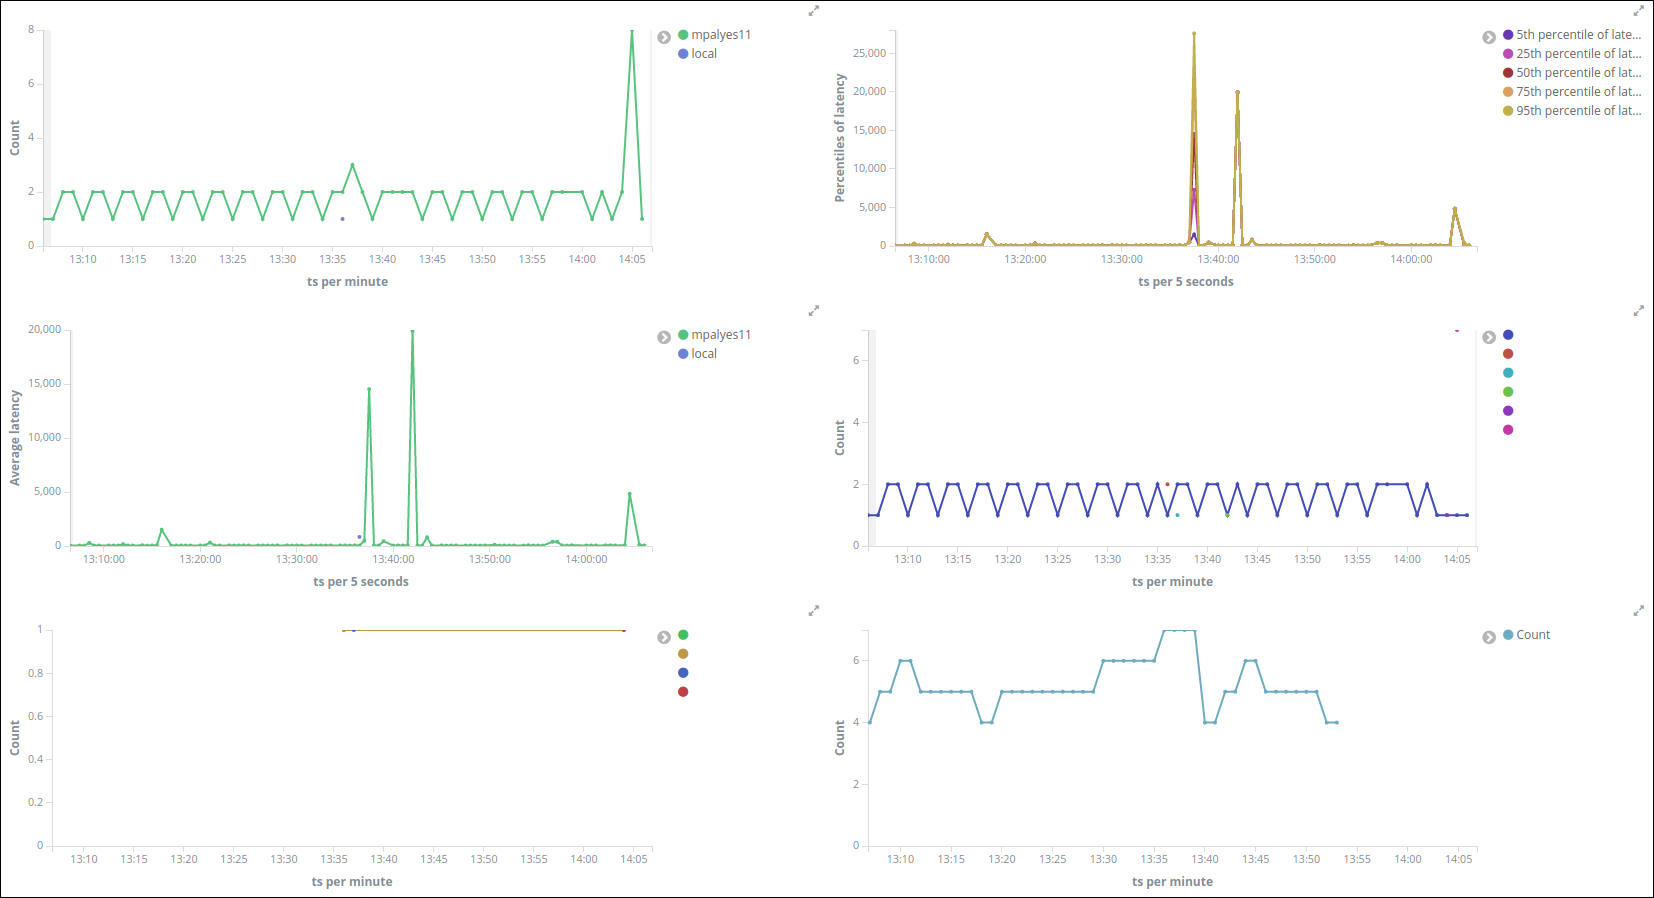 8
6
4
2
0
Count
13:10 13:15 13:20 13:25 13:30 13:35 13:40 13:45 13:50 13:55 14:00 14:05
ts per minute
mpalyes11
local
25,000
20,000
15,000
10,000
5,000
0
Percentiles of latency
13:10:00 13:20:00 13:30:00 13:40:00 13:50:00 14:00:00
ts per 5 seconds
5th percentile of late...
25th percentile of lat...
50th percentile of lat...
75th percentile of lat...
95th percentile of lat...
20,000
15,000
10,000
5,000
0
Average latency
13:10:00 13:20:00 13:30:00 13:40:00 13:50:00 14:00:00
ts per 5 seconds
mpalyes11
local
6
4
2
0
Count
13:10 13:15 13:20 13:25 13:30 13:35 13:40 13:45 13:50 13:55 14:00 14:05
ts per minute
1
0.8
0.6
0.4
0.2
0
Count
13:10 13:15 13:20 13:25 13:30 13:35 13:40 13:45 13:50 13:55 14:00 14:05
ts per minute
6
4
2
0
Count
13:10 13:15 13:20 13:25 13:30 13:35 13:40 13:45 13:50 13:55 14:00 14:05
ts per minute
Count